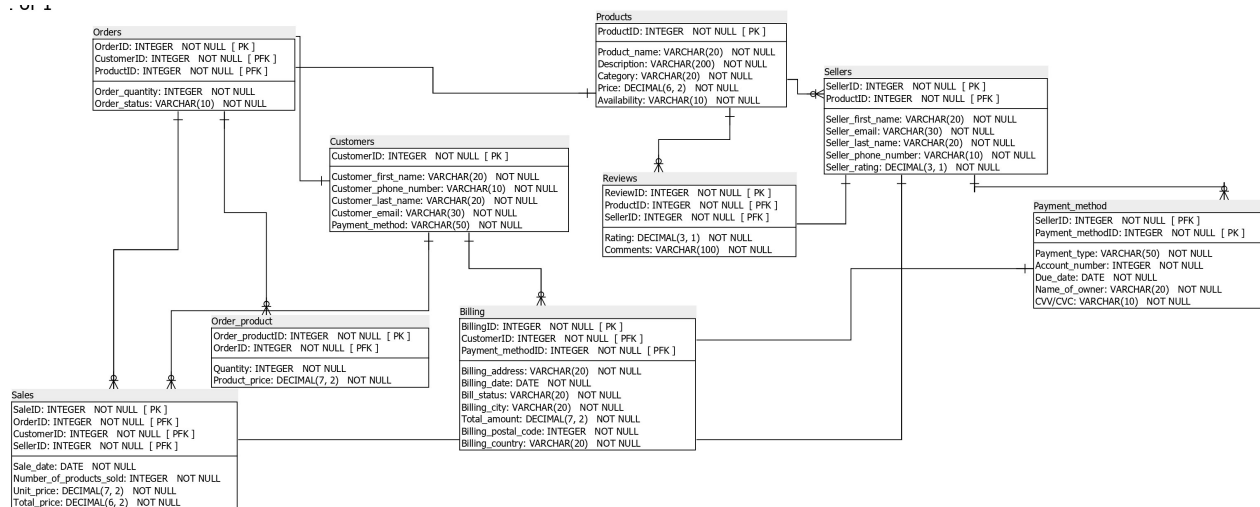 Orders
OrderID: INTEGER NOT NULL [ PK ]
CustomerID: INTEGER NOT NULL [ PFK ]
ProductID: INTEGER NOT NULL [ PFK ]
Order_quantity: INTEGER NOT NULL
Order_status: VARCHAR(10) NOT NULL
Products
ProductID: INTEGER NOT NULL [ PK ]
Product_name: VARCHAR(20) NOT NULL
Description: VARCHAR(200) NOT NULL
Category: VARCHAR(20) NOT NULL
Price: DECIMAL(6, 2) NOT NULL
Availability: VARCHAR(10) NOT NULL
Sellers
SellerID: INTEGER NOT NULL [ PK ]
ProductID: INTEGER NOT NULL [ PFK ]
Seller_first_name: VARCHAR(20) NOT NULL
Seller_email: VARCHAR(30) NOT NULL
Seller_last_name: VARCHAR(20) NOT NULL
Seller_phone_number: VARCHAR(10) NOT NULL
Seller_rating: DECIMAL(3, 1) NOT NULL
Customers
CustomerID: INTEGER NOT NULL [ PK ]
Customer_first_name: VARCHAR(20) NOT NULL
Customer_phone_number: VARCHAR(10) NOT NULL
Customer_last_name: VARCHAR(20) NOT NULL
Customer_email: VARCHAR(30) NOT NULL
Payment_method: VARCHAR(50) NOT NULL
Reviews
ReviewID: INTEGER NOT NULL [ PK ]
ProductID: INTEGER NOT NULL [ PFK ]
SellerID: INTEGER NOT NULL [ PFK ]
Rating: DECIMAL(3, 1) NOT NULL
Comments: VARCHAR(100) NOT NULL
Payment_method
SellerID: INTEGER NOT NULL [ PFK ]
Payment_methodID: INTEGER NOT NULL [ PK ]
Payment_type: VARCHAR(50) NOT NULL
Account_number: INTEGER NOT NULL
Due_date: DATE NOT NULL
Name_of_owner: VARCHAR(20) NOT NULL
CVV/CVC: VARCHAR(10) NOT NULL
Order_product
Order_productID: INTEGER NOT NULL [ PK ]
OrderID: INTEGER NOT NULL [ PFK ]
Quantity: INTEGER NOT NULL
Product_price: DECIMAL(7, 2) NOT NULL
Billing
BillingID: INTEGER NOT NULL [ PK ]
CustomerID: INTEGER NOT NULL [ PFK ]
Payment_methodID: INTEGER NOT NULL [ PFK ]
Billing_address: VARCHAR(20) NOT NULL
Billing_date: DATE NOT NULL
Bill_status: VARCHAR(20) NOT NULL
Billing_city: VARCHAR(20) NOT NULL
Total_amount: DECIMAL(7, 2) NOT NULL
Billing_postal_code: INTEGER NOT NULL
Billing_country: VARCHAR(20) NOT NULL
Sales
SaleID: INTEGER NOT NULL [ PK ]
OrderID: INTEGER NOT NULL [ PFK ]
CustomerID: INTEGER NOT NULL [ PFK ]
SellerID: INTEGER NOT NULL [ PFK ]
Sale_date: DATE NOT NULL
Number_of_products_sold: INTEGER NOT NULL
Unit_price: DECIMAL(7, 2) NOT NULL
Total_price: DECIMAL(6, 2) NOT NULL